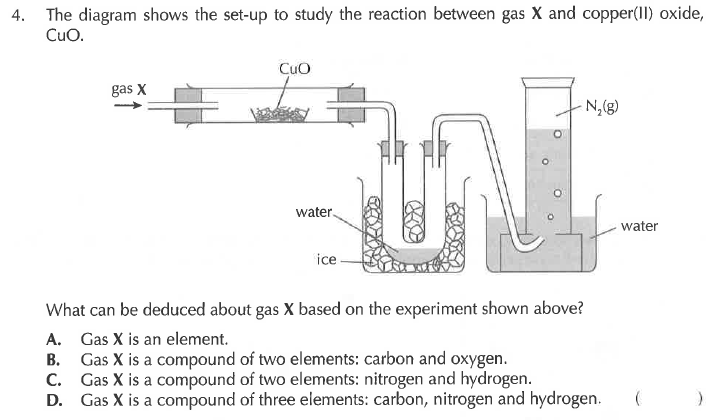 4. The diagram shows the set-up to study the reaction between gas X and copper(II) oxide,
CuO.
CuO
gas X
N₂(g)
water
water
ice
What can be deduced about gas X based on the experiment shown above?
A. Gas X is an element.
B. Gas X is a compound of two elements: carbon and oxygen.
C. Gas X is a compound of two elements: nitrogen and hydrogen.
D. Gas X is a compound of three elements: carbon, nitrogen and hydrogen. ( )